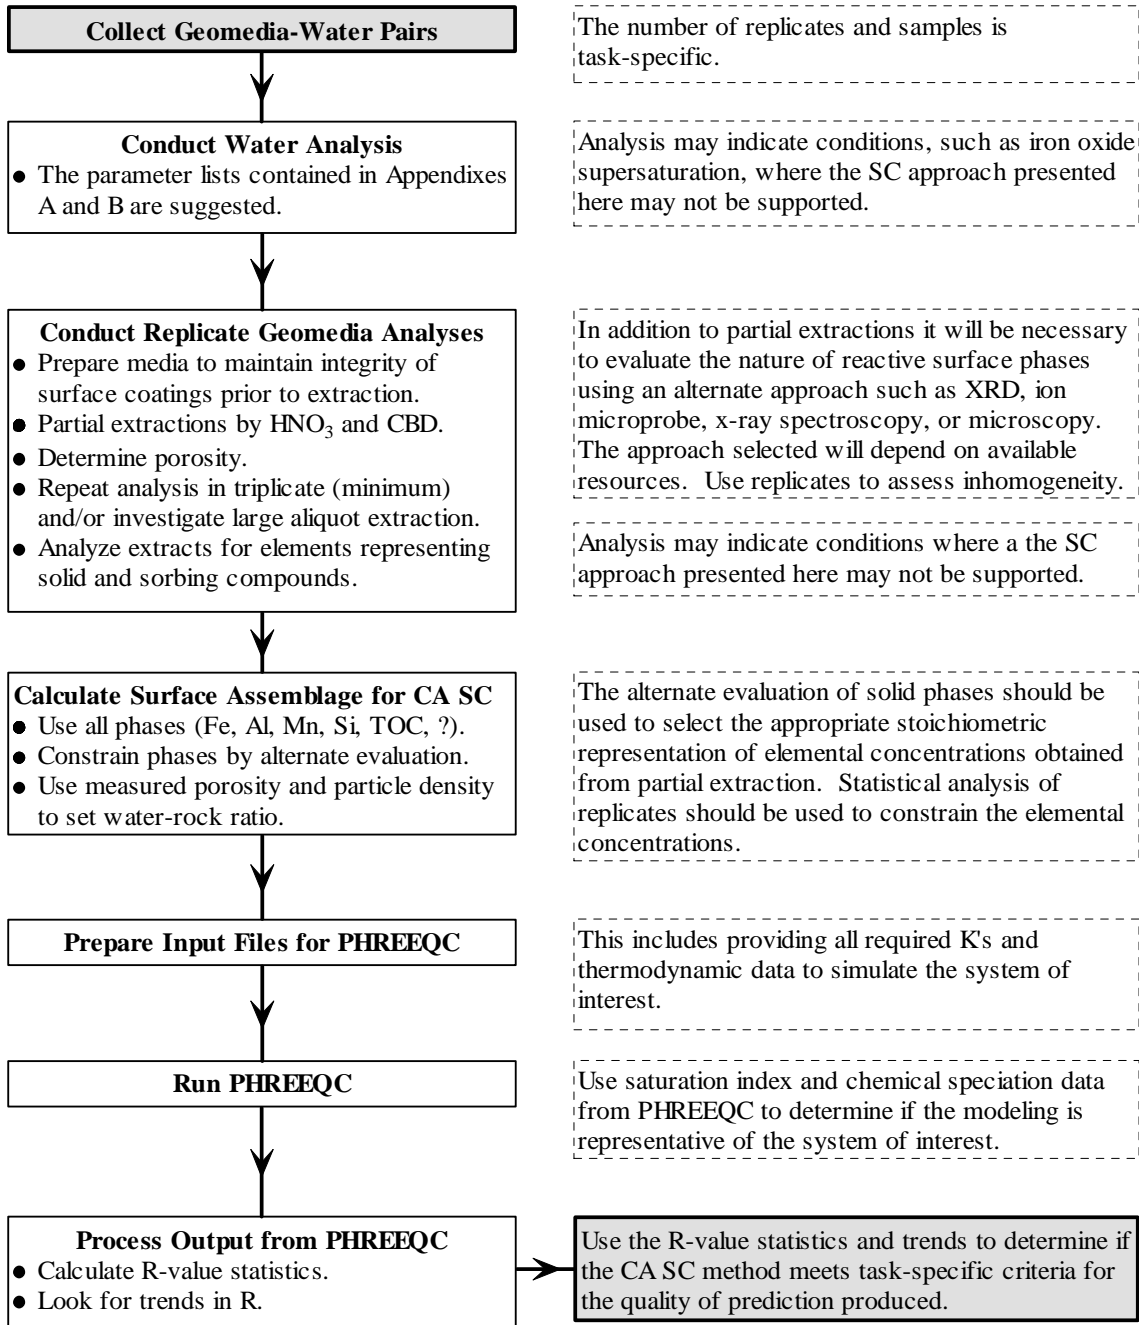 Collect Geomedia-Water Pairs
The number of replicates and samples is
task-specific.
Conduct Water Analysis
● The parameter lists contained in Appendixes
A and B are suggested.
Analysis may indicate conditions, such as iron oxide
supersaturation, where the SC approach presented
here may not be supported.
Conduct Replicate Geomedia Analyses
● Prepare media to maintain integrity of
surface coatings prior to extraction.
● Partial extractions by HNO₃ and CBD.
● Determine porosity.
● Repeat analysis in triplicate (minimum)
and/or investigate large aliquot extraction.
● Analyze extracts for elements representing
solid and sorbing compounds.
In addition to partial extractions it will be necessary
to evaluate the nature of reactive surface phases
using an alternate approach such as XRD, ion
microprobe, x-ray spectroscopy, or microscopy.
The approach selected will depend on available
resources.  Use replicates to assess inhomogeneity.
Analysis may indicate conditions where a the SC
approach presented here may not be supported.
Calculate Surface Assemblage for CA SC
● Use all phases (Fe, Al, Mn, Si, TOC, ?).
● Constrain phases by alternate evaluation.
● Use measured porosity and particle density
to set water-rock ratio.
The alternate evaluation of solid phases should be
used to select the appropriate stoichiometric
representation of elemental concentrations obtained
from partial extraction.  Statistical analysis of
replicates should be used to constrain the elemental
concentrations.
Prepare Input Files for PHREEQC
This includes providing all required K's and
thermodynamic data to simulate the system of
interest.
Run PHREEQC
Use saturation index and chemical speciation data
from PHREEQC to determine if the modeling is
representative of the system of interest.
Process Output from PHREEQC
● Calculate R-value statistics.
● Look for trends in R.
Use the R-value statistics and trends to determine if
the CA SC method meets task-specific criteria for
the quality of prediction produced.